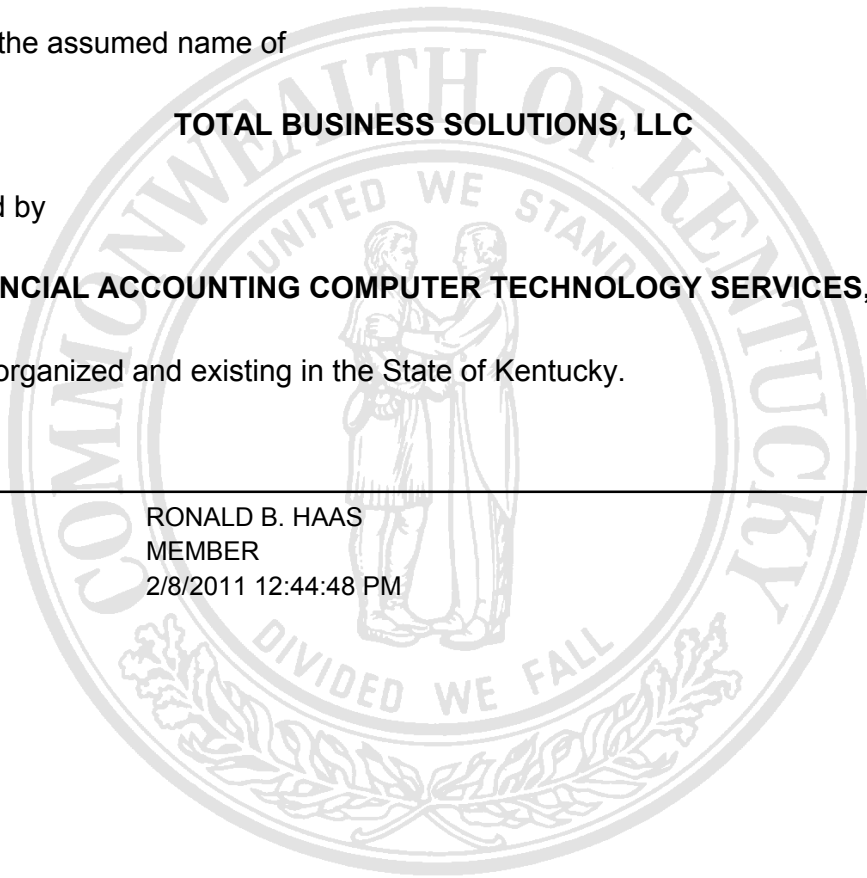 the assumed name of
TOTAL BUSINESS SOLUTIONS, LLC
d by
NCIAL ACCOUNTING COMPUTER TECHNOLOGY SERVICES,
organized and existing in the State of Kentucky.
RONALD B. HAAS
MEMBER
2/8/2011 12:44:48 PM
COMMONWEALTH OF KENTUCKY
UNITED WE STAND
DIVIDED WE FALL